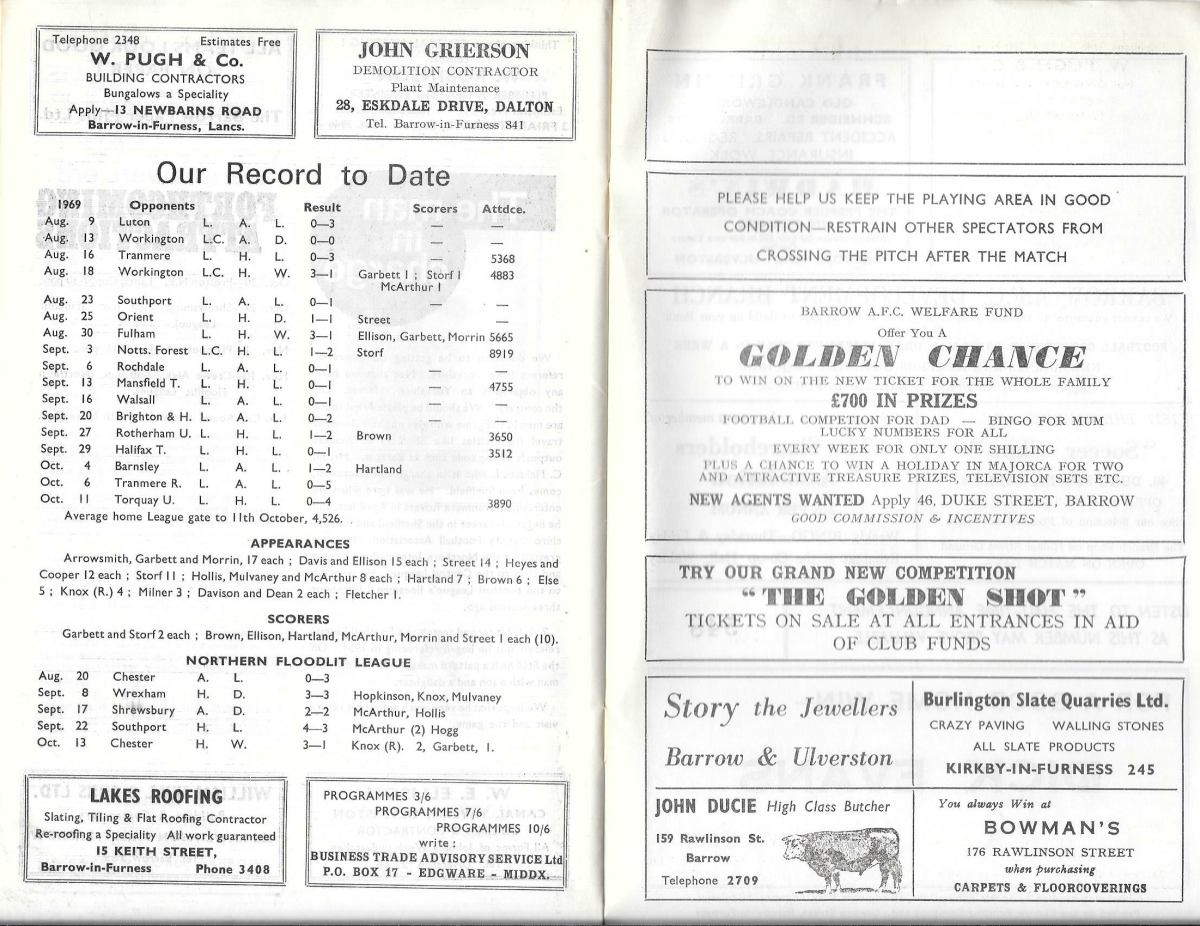 Telephone 2348 Estimates Free
W. PUGH & Co.
BUILDING CONTRACTORS
Bungalows a Speciality
Apply—13 NEWBARNS ROAD
Barrow-in-Furness, Lancs.
JOHN GRIERSON
DEMOLITION CONTRACTOR
Plant Maintenance
28, ESKDALE DRIVE, DALTON
Tel. Barrow-in-Furness 841
Our Record to Date
1969 Opponents Result Scorers Attdce.
Aug. 9 Luton L. A. L. 0—3 — —
Aug. 13 Workington L.C. A. D. 0—0 — —
Aug. 16 Tranmere L. H. L. 0—3 — 5368
Aug. 18 Workington L.C. H. W. 3—1 Garbett 1 ; Storf 1 4883
McArthur 1
Aug. 23 Southport L. A. L. 0—1 — —
Aug. 25 Orient L. H. D. 1—1 Street —
Aug. 30 Fulham L. H. W. 3—1 Ellison, Garbett, Morrin 5665
Sept. 3 Notts. Forest L.C. H. L. 1—2 Storf 8919
Sept. 6 Rochdale L. A. L. 0—1 — —
Sept. 13 Mansfield T. L. H. L. 0—1 — 4755
Sept. 16 Walsall L. A. L. 0—1 — —
Sept. 20 Brighton & H. L. A. L. 0—2 — —
Sept. 27 Rotherham U. L. H. L. 1—2 Brown 3650
Sept. 29 Halifax T. L. H. L. 0—1 3512
Oct. 4 Barnsley L. A. L. 1—2 Hartland
Oct. 6 Tranmere R. L. A. L. 0—5
Oct. 11 Torquay U. L. H. L. 0—4 3890
Average home League gate to 11th October, 4,526.
APPEARANCES
Arrowsmith, Garbett and Morrin, 17 each ; Davis and Ellison 15 each ; Street 14 ; Heyes and
Cooper 12 each ; Storf 11 ; Hollis, Mulvaney and McArthur 8 each ; Hartland 7 ; Brown 6 ; Else
5 ; Knox (R.) 4 ; Milner 3 ; Davison and Dean 2 each ; Fletcher 1.
SCORERS
Garbett and Storf 2 each ; Brown, Ellison, Hartland, McArthur, Morrin and Street 1 each (10).
NORTHERN FLOODLIT LEAGUE
Aug. 20 Chester A. L. 0—3
Sept. 8 Wrexham H. D. 3—3 Hopkinson, Knox, Mulvaney
Sept. 17 Shrewsbury A. D. 2—2 McArthur, Hollis
Sept. 22 Southport H. L. 4—3 McArthur (2) Hogg
Oct. 13 Chester H. W. 3—1 Knox (R). 2, Garbett, 1.
LAKES ROOFING
Slating, Tiling & Flat Roofing Contractor
Re-roofing a Speciality All work guaranteed
15 KEITH STREET,
Barrow-in-Furness Phone 3408
PROGRAMMES 3/6
PROGRAMMES 7/6
PROGRAMMES 10/6
write :
BUSINESS TRADE ADVISORY SERVICE Ltd
P.O. BOX 17 - EDGWARE - MIDDX.
PLEASE HELP US KEEP THE PLAYING AREA IN GOOD
CONDITION—RESTRAIN OTHER SPECTATORS FROM
CROSSING THE PITCH AFTER THE MATCH
BARROW A.F.C. WELFARE FUND
Offer You A
GOLDEN CHANCE
TO WIN ON THE NEW TICKET FOR THE WHOLE FAMILY
£700 IN PRIZES
FOOTBALL COMPETION FOR DAD — BINGO FOR MUM
LUCKY NUMBERS FOR ALL
EVERY WEEK FOR ONLY ONE SHILLING
PLUS A CHANCE TO WIN A HOLIDAY IN MAJORCA FOR TWO
AND ATTRACTIVE TREASURE PRIZES, TELEVISION SETS ETC.
NEW AGENTS WANTED Apply 46, DUKE STREET, BARROW
GOOD COMMISSION & INCENTIVES
TRY OUR GRAND NEW COMPETITION
" THE GOLDEN SHOT "
TICKETS ON SALE AT ALL ENTRANCES IN AID
OF CLUB FUNDS
Story the Jewellers
Barrow & Ulverston
Burlington Slate Quarries Ltd.
CRAZY PAVING WALLING STONES
ALL SLATE PRODUCTS
KIRKBY-IN-FURNESS 245
JOHN DUCIE High Class Butcher
159 Rawlinson St.
Barrow
Telephone 2709
You always Win at
BOWMAN'S
176 RAWLINSON STREET
when purchasing
CARPETS & FLOORCOVERINGS